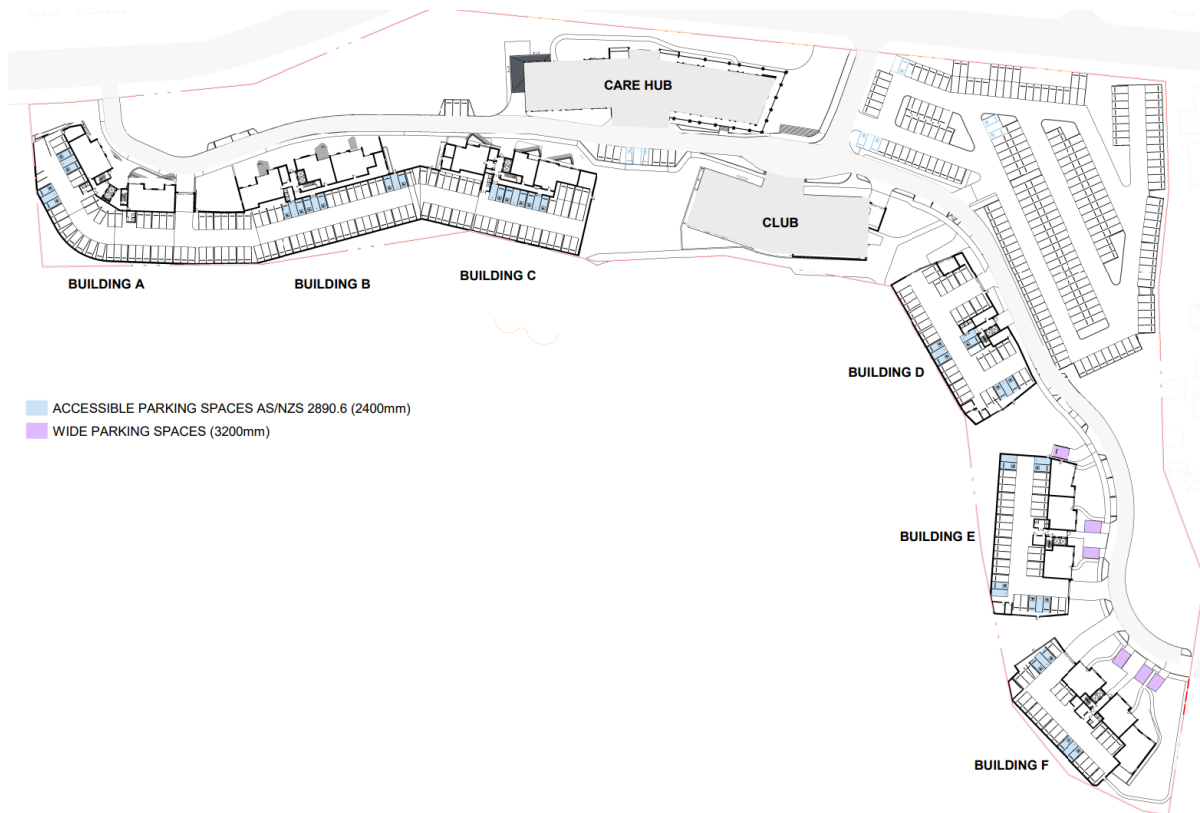 CARE HUB
CLUB
BUILDING A
BUILDING B
BUILDING C
BUILDING D
ACCESSIBLE PARKING SPACES AS/NZS 2890.6 (2400mm)
WIDE PARKING SPACES (3200mm)
BUILDING E
BUILDING F